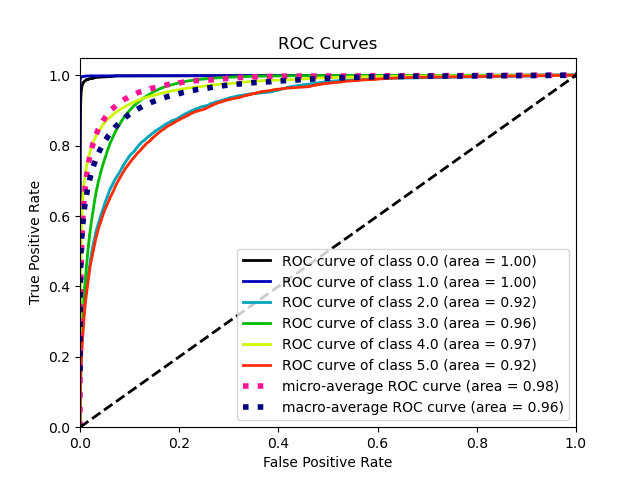 ROC Curves
True Positive Rate
1.0
0.8
0.6
0.4
0.2
0.0
ROC curve of class 0.0 (area = 1.00)
ROC curve of class 1.0 (area = 1.00)
ROC curve of class 2.0 (area = 0.92)
ROC curve of class 3.0 (area = 0.96)
ROC curve of class 4.0 (area = 0.97)
ROC curve of class 5.0 (area = 0.92)
micro-average ROC curve (area = 0.98)
macro-average ROC curve (area = 0.96)
0.0 0.2 0.4 0.6 0.8 1.0
False Positive Rate